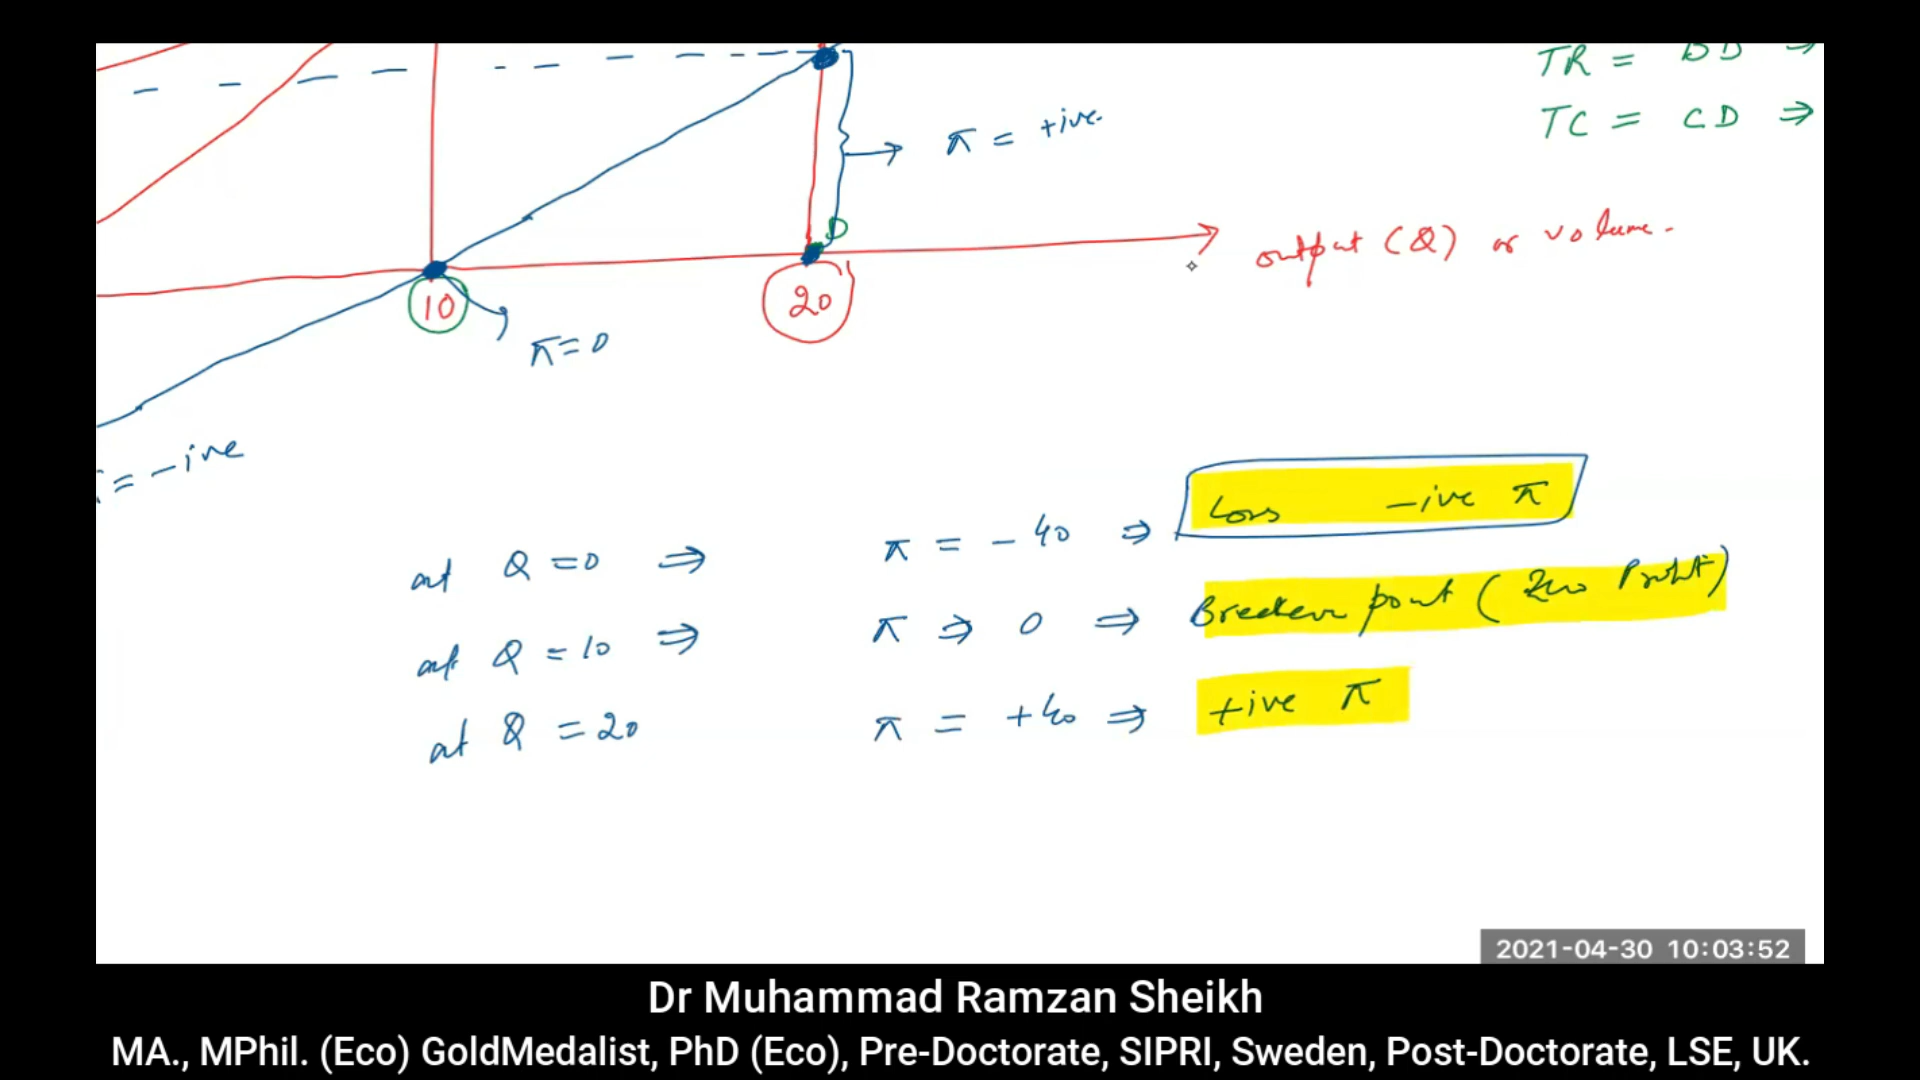 TR = BD ⇒
TC = CD ⇒
π = +ive.
D
output (Q) or volume.
10
20
π = 0
= -ive
at Q = 0 ⇒ π = - 40 ⇒ Loss -ive π
at Q = 10 ⇒ π ⇒ 0 ⇒ Breakeven point (Zero Profit)
at Q = 20 π = +40 ⇒ +ive π
2021-04-30 10:03:52
Dr Muhammad Ramzan Sheikh
MA., MPhil. (Eco) GoldMedalist, PhD (Eco), Pre-Doctorate, SIPRI, Sweden, Post-Doctorate, LSE, UK.